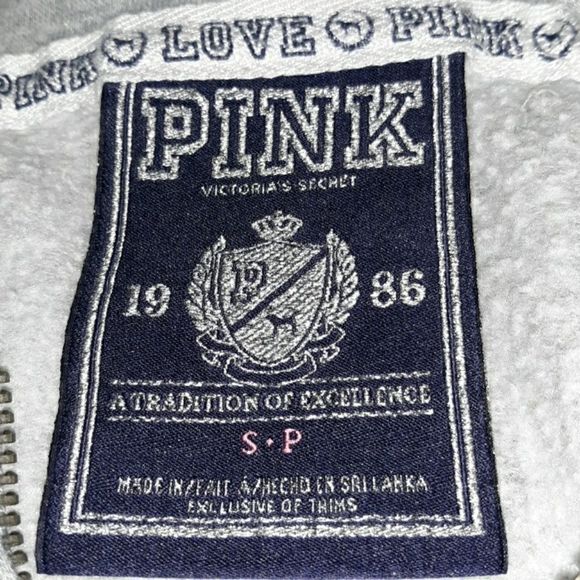 PINK LOVE PINK
PINK
VICTORIA'S SECRET
P
19 86
A TRADITION OF EXCELLENCE
S·P
MADE IN/FAIT À/HECHO EN SRI LANKA
EXCLUSIVE OF TRIMS